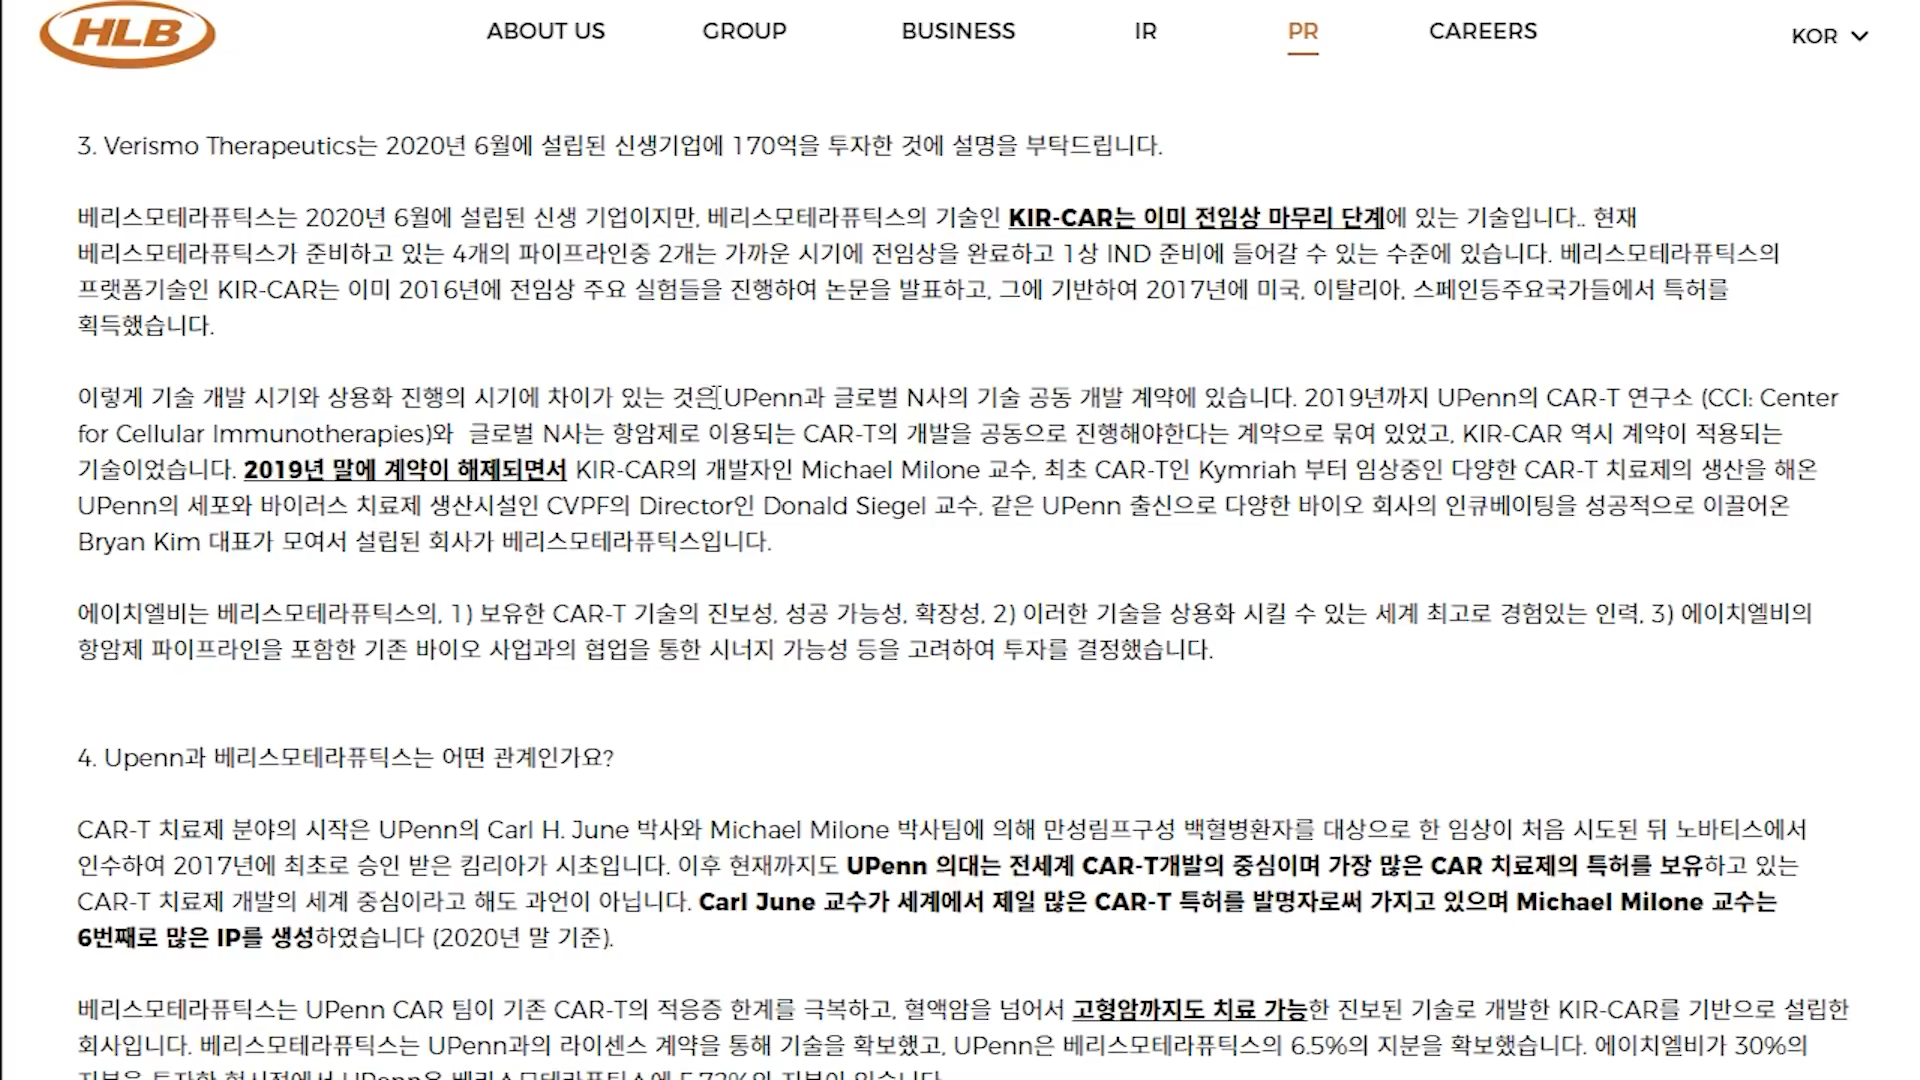 HLB
ABOUT US GROUP BUSINESS IR PR CAREERS KOR
3. Verismo Therapeutics는 2020년 6월에 설립된 신생기업에 170억을 투자한 것에 설명을 부탁드립니다.
베리스모테라퓨틱스는 2020년 6월에 설립된 신생 기업이지만, 베리스모테라퓨틱스의 기술인 KIR-CAR는 이미 전임상 마무리 단계에 있는 기술입니다.. 현재
베리스모테라퓨틱스가 준비하고 있는 4개의 파이프라인중 2개는 가까운 시기에 전임상을 완료하고 1상 IND 준비에 들어갈 수 있는 수준에 있습니다. 베리스모테라퓨틱스의
프랫폼기술인 KIR-CAR는 이미 2016년에 전임상 주요 실험들을 진행하여 논문을 발표하고, 그에 기반하여 2017년에 미국, 이탈리아, 스페인등주요국가들에서 특허를
획득했습니다.
이렇게 기술 개발 시기와 상용화 진행의 시기에 차이가 있는 것은 UPenn과 글로벌 N사의 기술 공동 개발 계약에 있습니다. 2019년까지 UPenn의 CAR-T 연구소 (CCI: Center
for Cellular Immunotherapies)와 글로벌 N사는 항암제로 이용되는 CAR-T의 개발을 공동으로 진행해야한다는 계약으로 묶여 있었고, KIR-CAR 역시 계약이 적용되는
기술이었습니다. 2019년 말에 계약이 해제되면서 KIR-CAR의 개발자인 Michael Milone 교수, 최초 CAR-T인 Kymriah 부터 임상중인 다양한 CAR-T 치료제의 생산을 해온
UPenn의 세포와 바이러스 치료제 생산시설인 CVPF의 Director인 Donald Siegel 교수, 같은 UPenn 출신으로 다양한 바이오 회사의 인큐베이팅을 성공적으로 이끌어온
Bryan Kim 대표가 모여서 설립된 회사가 베리스모테라퓨틱스입니다.
에이치엘비는 베리스모테라퓨틱스의, 1) 보유한 CAR-T 기술의 진보성, 성공 가능성, 확장성, 2) 이러한 기술을 상용화 시킬 수 있는 세계 최고로 경험있는 인력, 3) 에이치엘비의
항암제 파이프라인을 포함한 기존 바이오 사업과의 협업을 통한 시너지 가능성 등을 고려하여 투자를 결정했습니다.
4. Upenn과 베리스모테라퓨틱스는 어떤 관계인가요?
CAR-T 치료제 분야의 시작은 UPenn의 Carl H. June 박사와 Michael Milone 박사팀에 의해 만성림프구성 백혈병환자를 대상으로 한 임상이 처음 시도된 뒤 노바티스에서
인수하여 2017년에 최초로 승인 받은 킴리아가 시초입니다. 이후 현재까지도 UPenn 의대는 전세계 CAR-T개발의 중심이며 가장 많은 CAR 치료제의 특허를 보유하고 있는
CAR-T 치료제 개발의 세계 중심이라고 해도 과언이 아닙니다. Carl June 교수가 세계에서 제일 많은 CAR-T 특허를 발명자로써 가지고 있으며 Michael Milone 교수는
6번째로 많은 IP를 생성하였습니다 (2020년 말 기준).
베리스모테라퓨틱스는 UPenn CAR 팀이 기존 CAR-T의 적응증 한계를 극복하고, 혈액암을 넘어서 고형암까지도 치료 가능한 진보된 기술로 개발한 KIR-CAR를 기반으로 설립한
회사입니다. 베리스모테라퓨틱스는 UPenn과의 라이센스 계약을 통해 기술을 확보했고, UPenn은 베리스모테라퓨틱스의 6.5%의 지분을 확보했습니다. 에이치엘비가 30%의
지분을 투자한 현시점에서 UPenn은 베리스모테라퓨틱스에 5.72%의 지분이 있습니다.